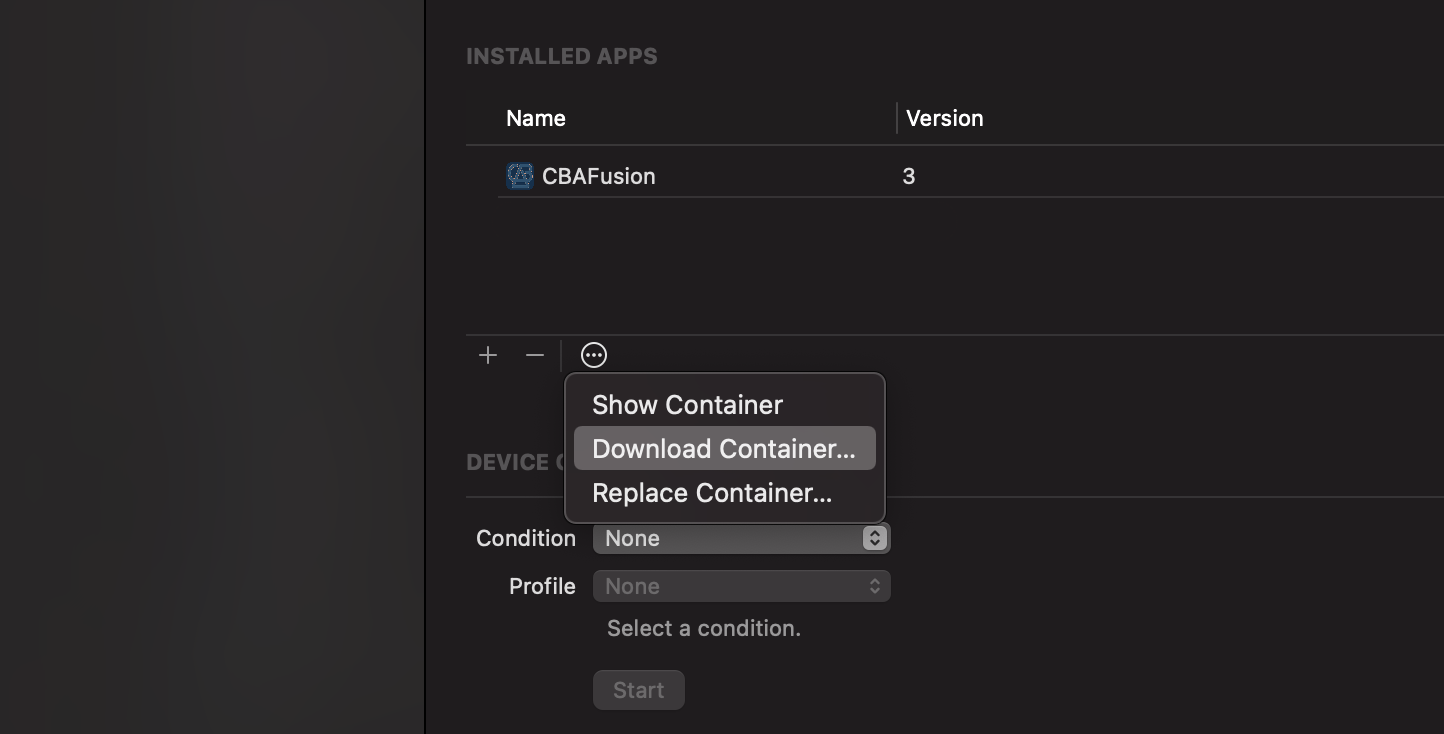 INSTALLED APPS
Name Version
CBAFusion 3
Show Container
Download Container...
DEVICE
Replace Container...
Condition None
Profile None
Select a condition.
Start